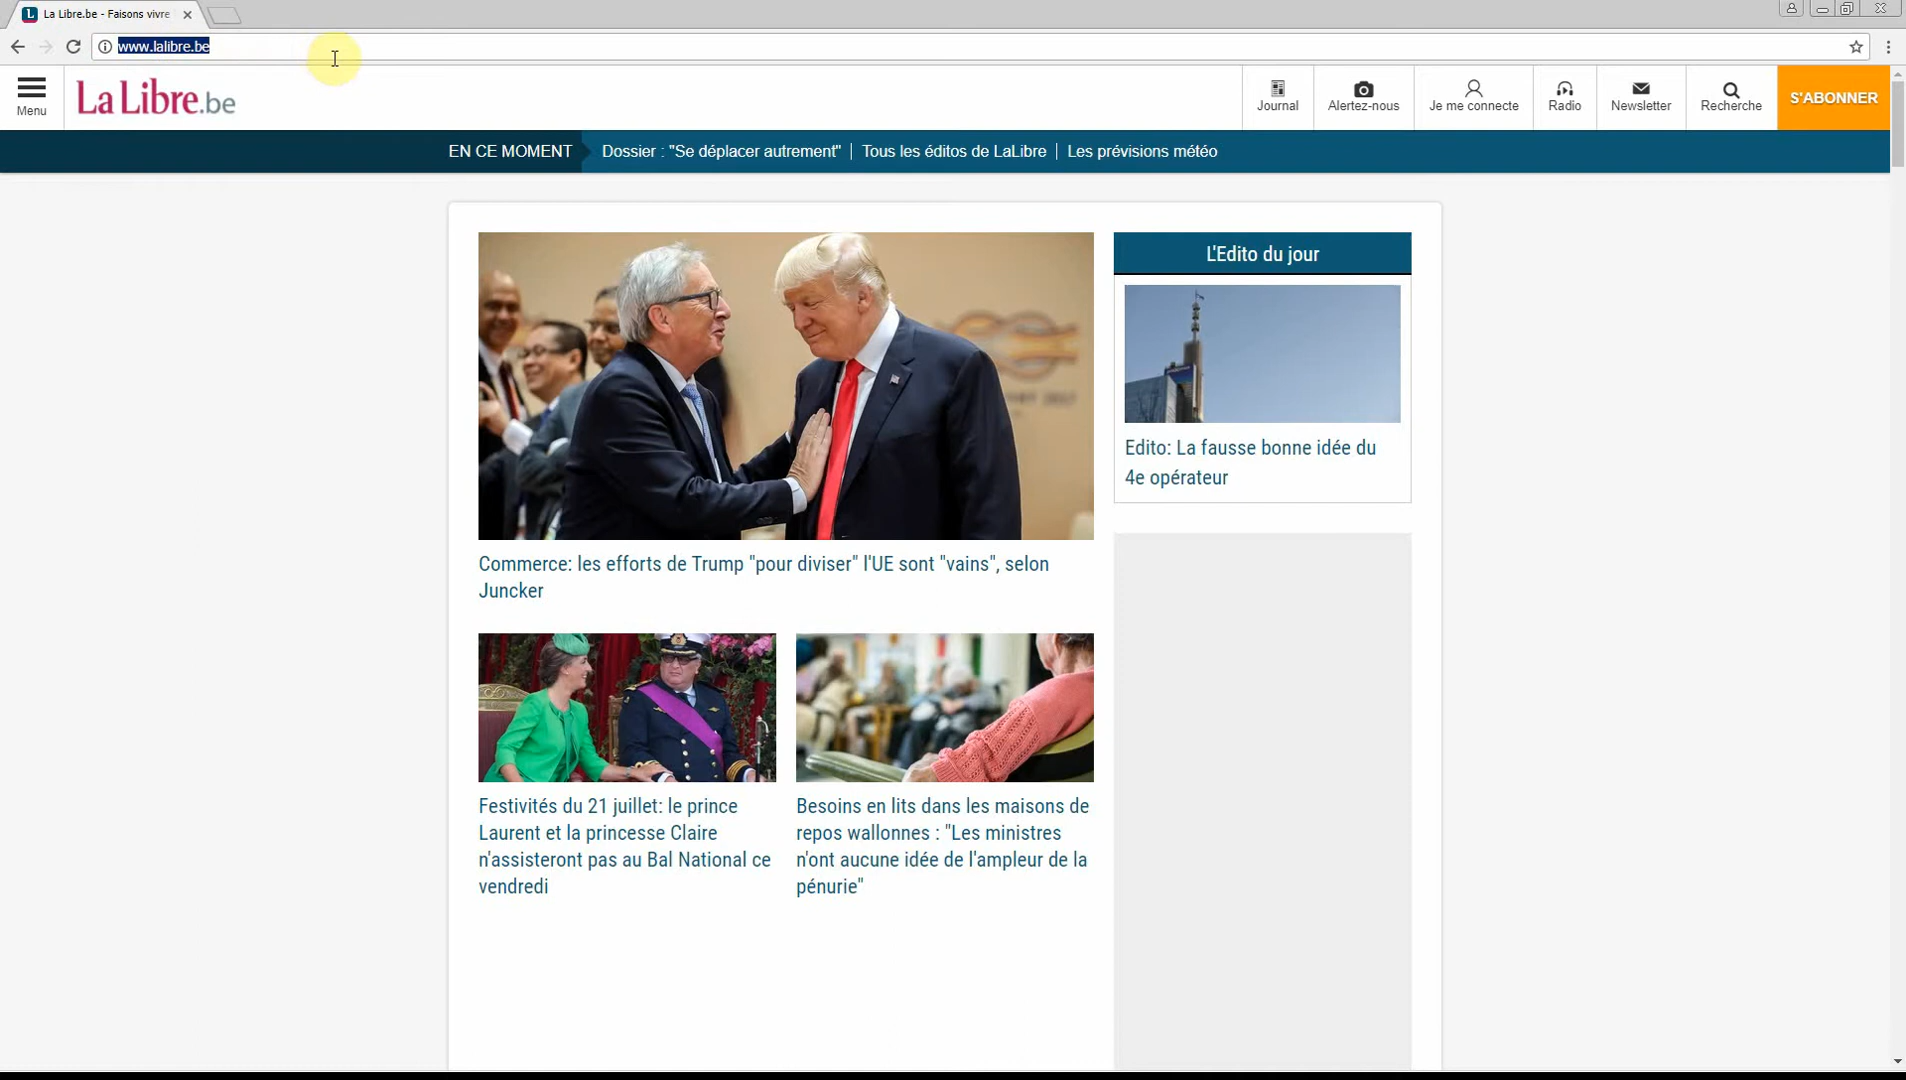 La Libre.be - Faisons vivre
www.lalibre.be
Menu
La Libre.be
Journal
Alertez-nous
Je me connecte
Radio
Newsletter
Recherche
S'ABONNER
EN CE MOMENT
Dossier : "Se déplacer autrement"
Tous les éditos de LaLibre
Les prévisions météo
Commerce: les efforts de Trump "pour diviser" l'UE sont "vains", selon
Juncker
Festivités du 21 juillet: le prince
Laurent et la princesse Claire
n'assisteront pas au Bal National ce
vendredi
Besoins en lits dans les maisons de
repos wallonnes : "Les ministres
n'ont aucune idée de l'ampleur de la
pénurie"
L'Edito du jour
Edito: La fausse bonne idée du
4e opérateur